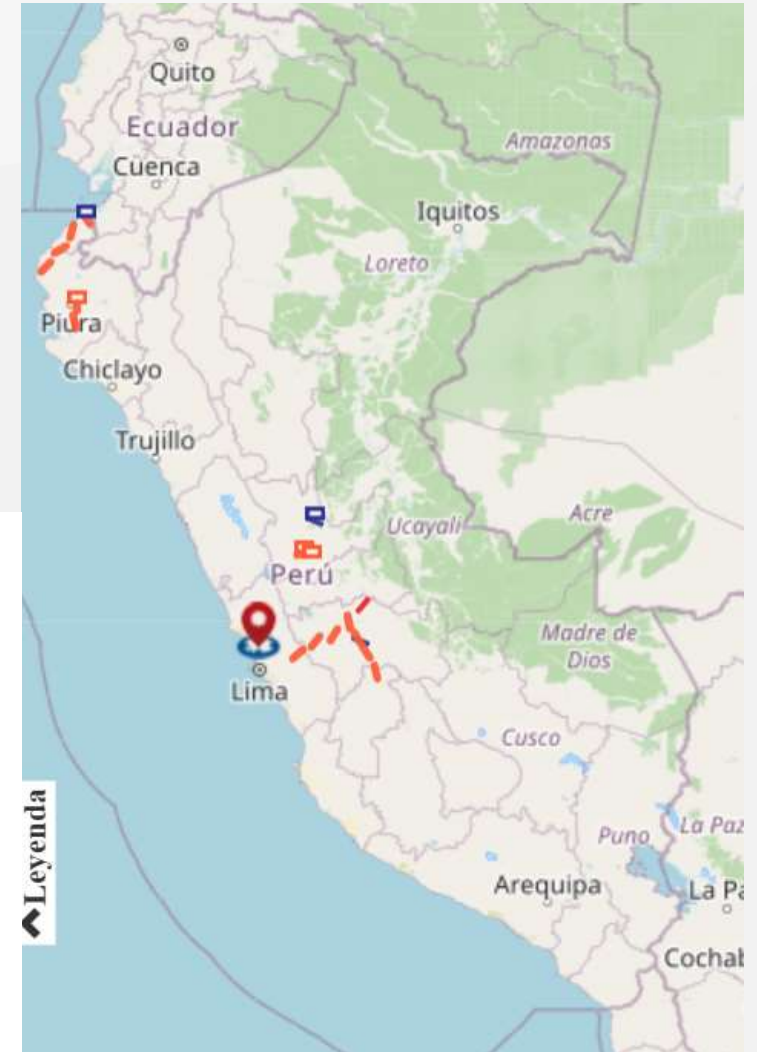 Quito
Ecuador
Amazonas
Cuenca
Iquitos
Loreto
Piura
Chiclayo
Trujillo
Ucayali
Acre
Perú
Madre de
Dios
Lima
Cusco
Leyenda
Puno
La Paz
Arequipa
La Pa
Cochab